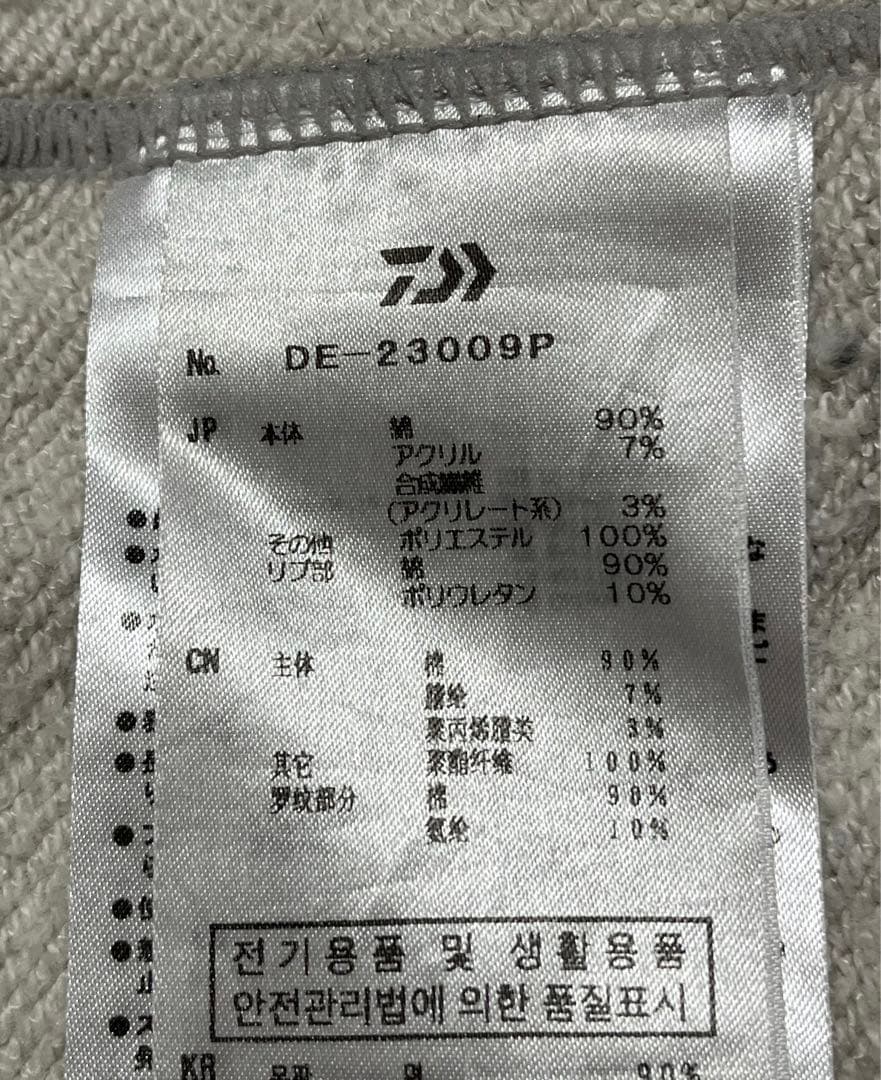 No. DE-23009P
JP 本体 綿 90%
アクリル 7%
合成繊維
(アクリレート系) 3%
その他 ポリエステル 100%
リブ部 綿 90%
ポリウレタン 10%
CN 主体 棉 90%
腈纶 7%
聚丙烯腈类 3%
其它 聚酯纤维 100%
罗纹部分 棉 90%
氨纶 10%
전기용품 및 생활용품
안전관리법에 의한 품질표시
KR 90%